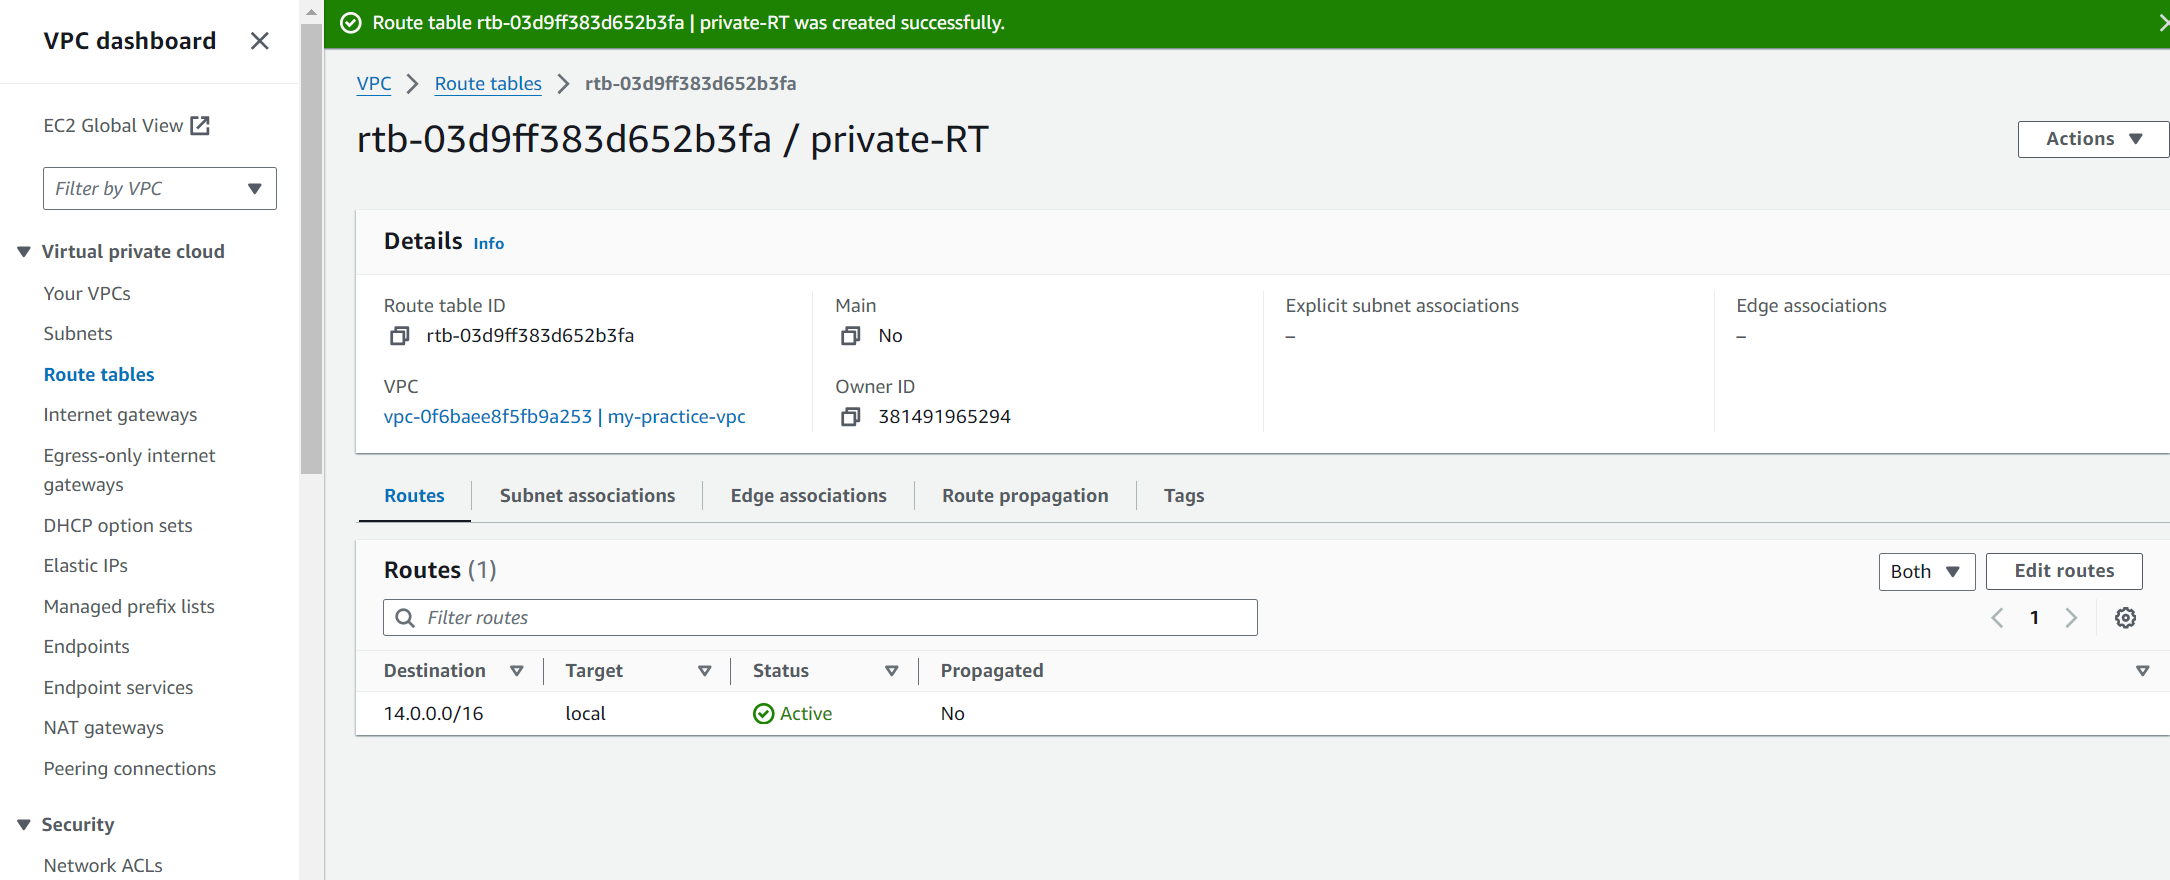 VPC dashboard
EC2 Global View
Filter by VPC
Virtual private cloud
Your VPCs
Subnets
Route tables
Internet gateways
Egress-only internet
gateways
DHCP option sets
Elastic IPs
Managed prefix lists
Endpoints
Endpoint services
NAT gateways
Peering connections
Security
Network ACLs
Route table rtb-03d9ff383d652b3fa | private-RT was created successfully.
VPC > Route tables > rtb-03d9ff383d652b3fa
rtb-03d9ff383d652b3fa / private-RT
Actions
Details Info
Route table ID
rtb-03d9ff383d652b3fa
Main
No
Explicit subnet associations
–
Edge associations
–
VPC
vpc-0f6baee8f5fb9a253 | my-practice-vpc
Owner ID
381491965294
Routes Subnet associations Edge associations Route propagation Tags
Routes (1)
Both Edit routes
Filter routes
1
Destination Target Status Propagated
14.0.0.0/16 local Active No